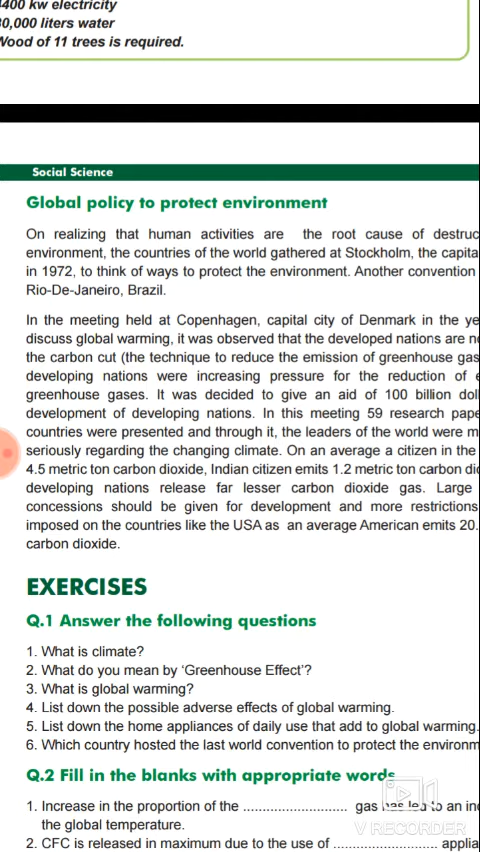 400 kw electricity
0,000 liters water
Wood of 11 trees is required.
Social Science
Global policy to protect environment
On realizing that human activities are the root cause of destruc
environment, the countries of the world gathered at Stockholm, the capita
in 1972, to think of ways to protect the environment. Another convention
Rio-De-Janeiro, Brazil.
In the meeting held at Copenhagen, capital city of Denmark in the ye
discuss global warming, it was observed that the developed nations are n
the carbon cut (the technique to reduce the emission of greenhouse gas
developing nations were increasing pressure for the reduction of e
greenhouse gases. It was decided to give an aid of 100 billion dol
development of developing nations. In this meeting 59 research pape
countries were presented and through it, the leaders of the world were m
seriously regarding the changing climate. On an average a citizen in the
4.5 metric ton carbon dioxide, Indian citizen emits 1.2 metric ton carbon di
developing nations release far lesser carbon dioxide gas. Large
concessions should be given for development and more restrictions
imposed on the countries like the USA as an average American emits 20.
carbon dioxide.
EXERCISES
Q.1 Answer the following questions
1. What is climate?
2. What do you mean by ‘Greenhouse Effect’?
3. What is global warming?
4. List down the possible adverse effects of global warming.
5. List down the home appliances of daily use that add to global warming.
6. Which country hosted the last world convention to protect the environm
Q.2 Fill in the blanks with appropriate words
1. Increase in the proportion of the .......................... gas has led to an in
the global temperature.
2. CFC is released in maximum due to the use of .......................... applia
V RECORDER